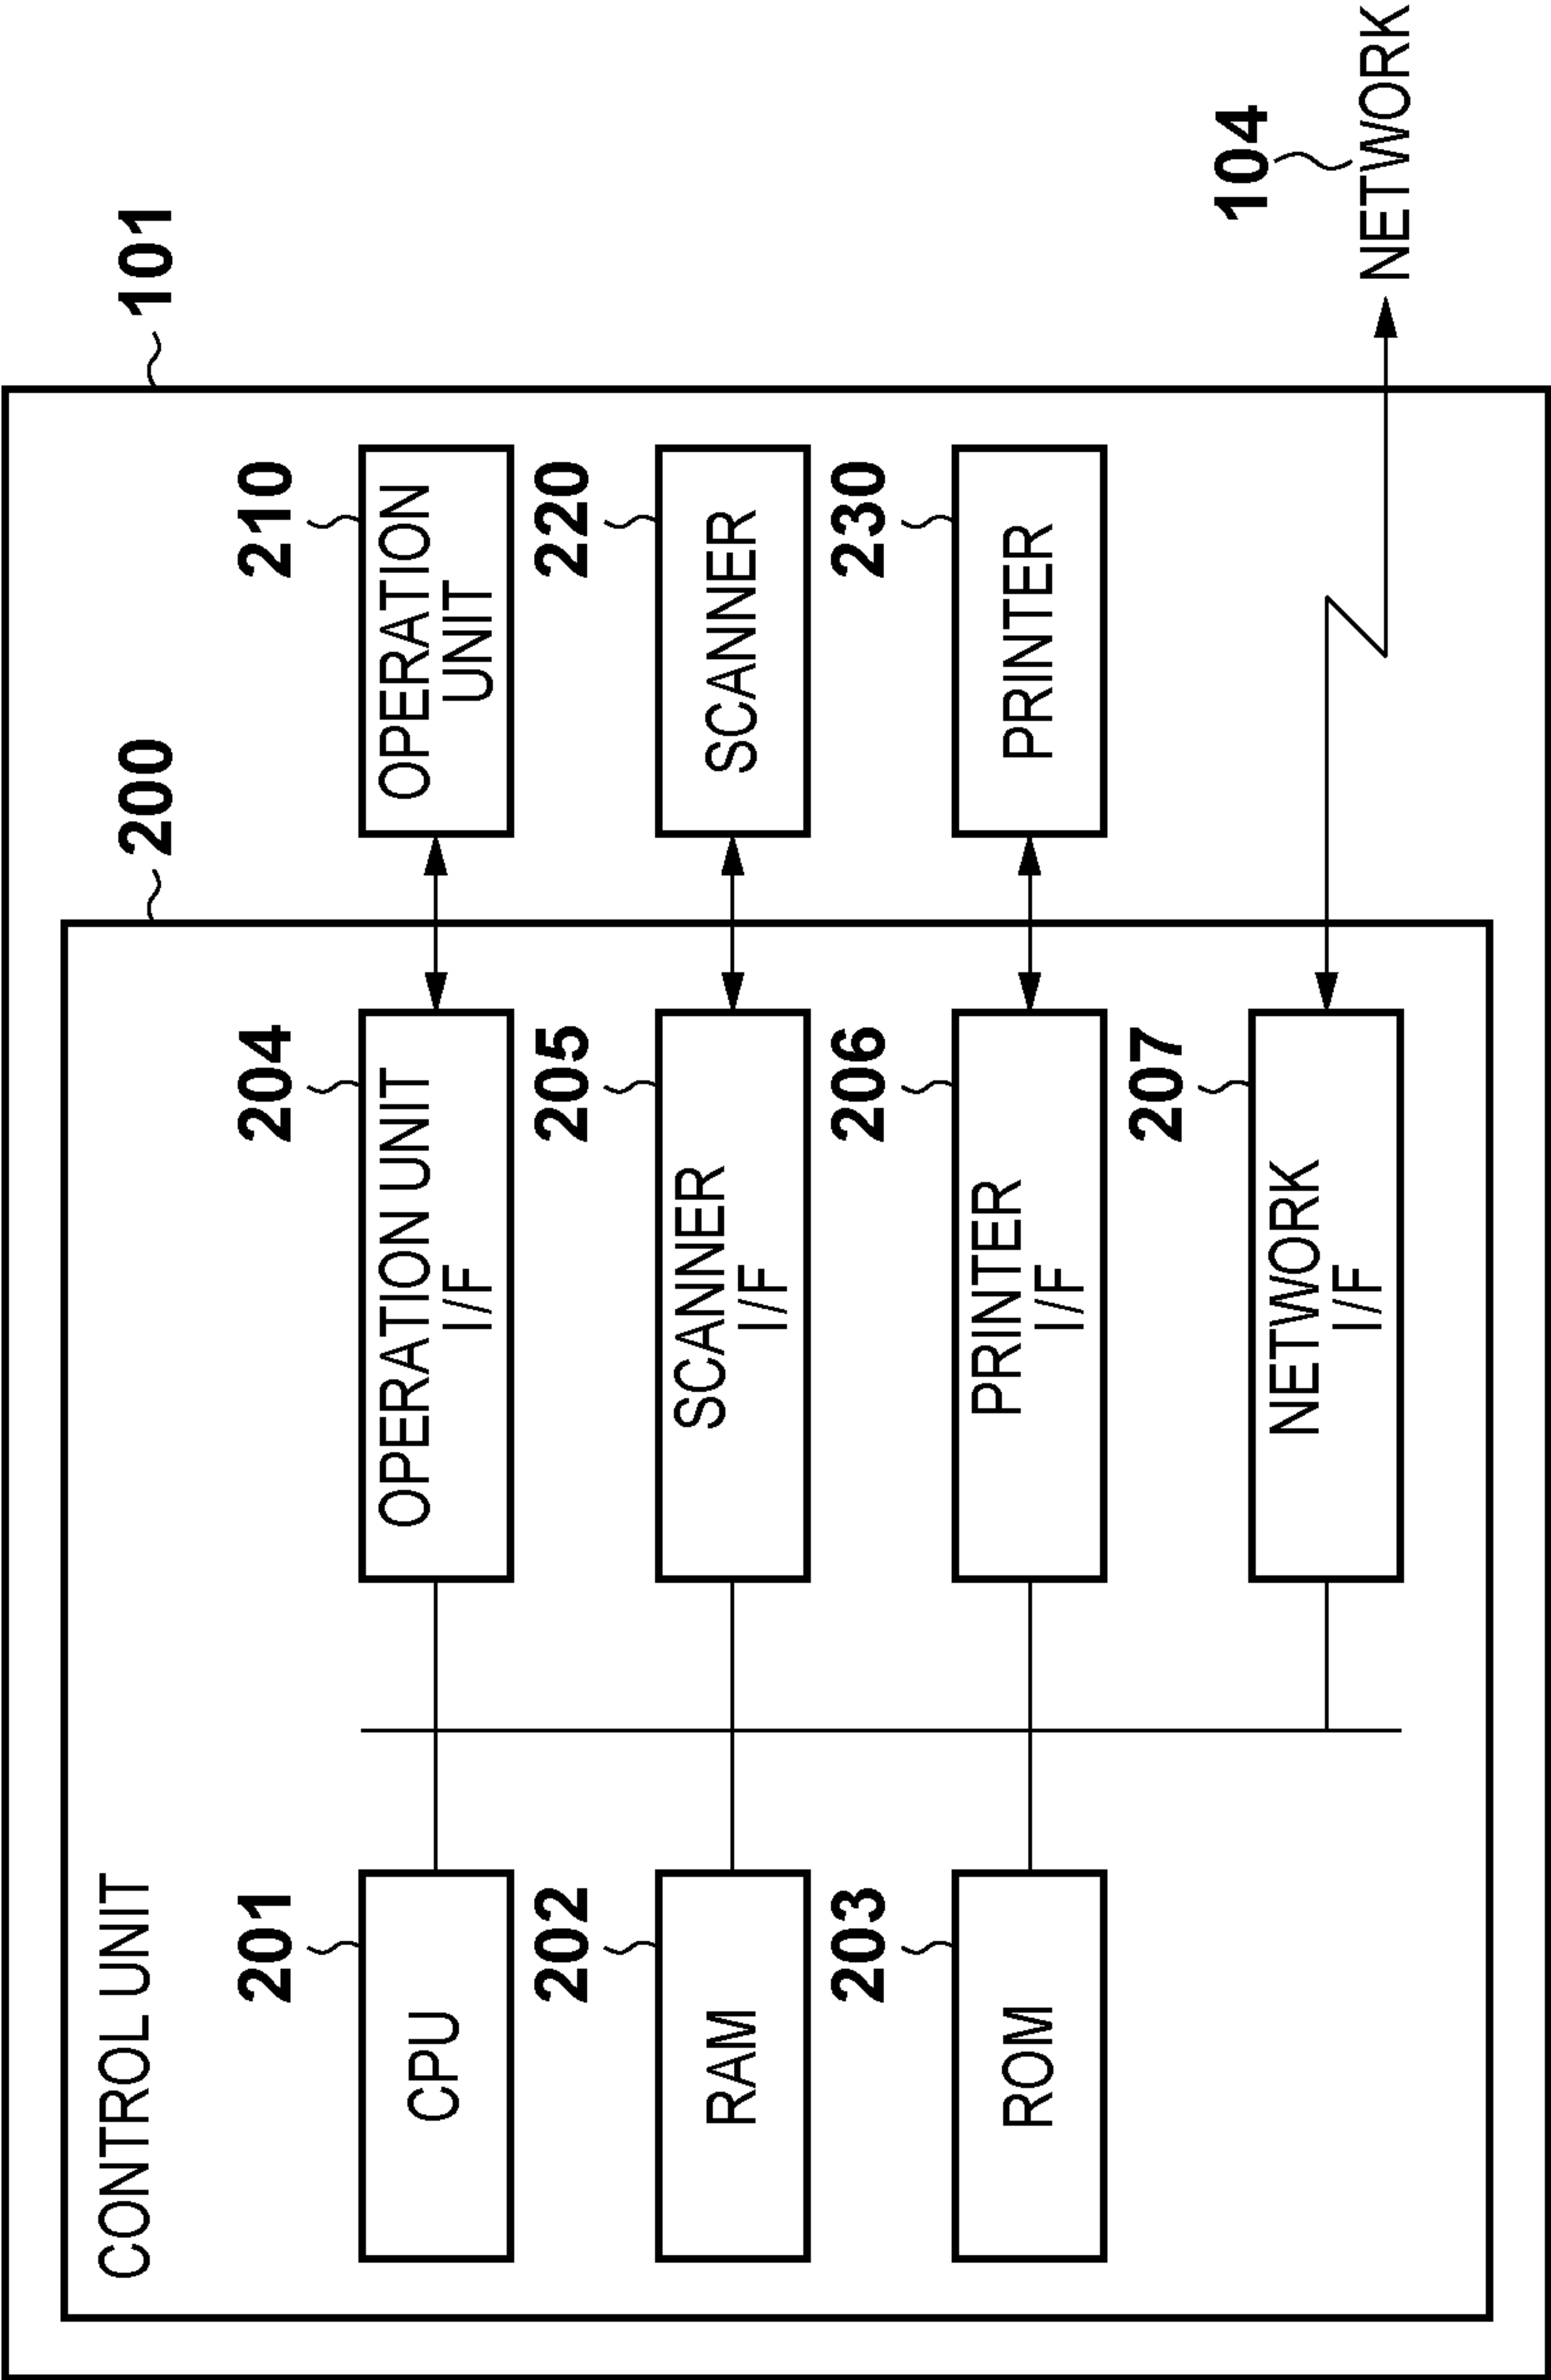 101
200
CONTROL UNIT
201
CPU
204
OPERATION UNIT
I/F
210
OPERATION
UNIT
202
RAM
205
SCANNER
I/F
220
SCANNER
203
ROM
206
PRINTER
I/F
230
PRINTER
207
NETWORK
I/F
104
NETWORK